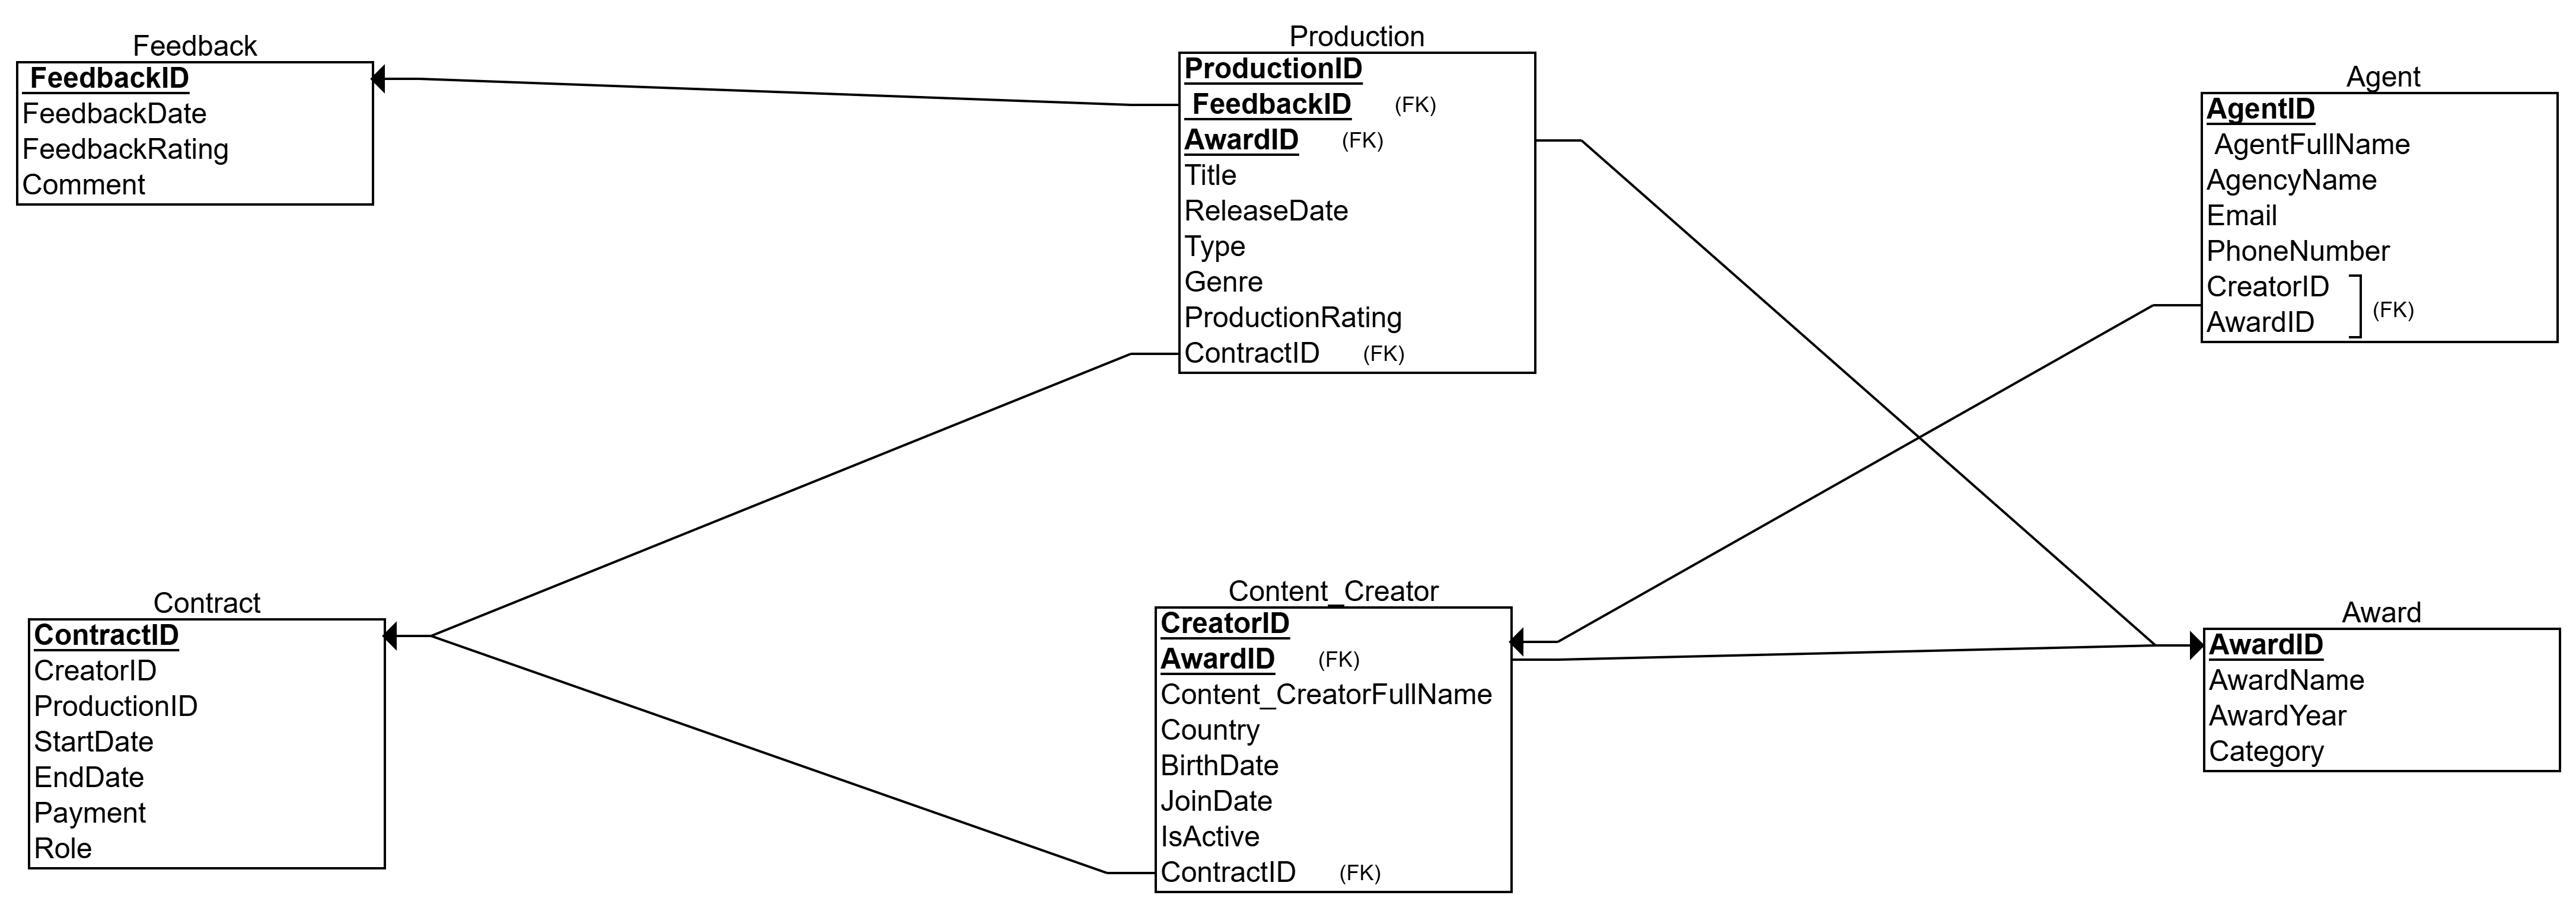 Feedback
FeedbackID
FeedbackDate
FeedbackRating
Comment
Production
ProductionID
FeedbackID (FK)
AwardID (FK)
Title
ReleaseDate
Type
Genre
ProductionRating
ContractID (FK)
Agent
AgentID
AgentFullName
AgencyName
Email
PhoneNumber
CreatorID
AwardID
(FK)
Contract
ContractID
CreatorID
ProductionID
StartDate
EndDate
Payment
Role
Content_Creator
CreatorID
AwardID (FK)
Content_CreatorFullName
Country
BirthDate
JoinDate
IsActive
ContractID (FK)
Award
AwardID
AwardName
AwardYear
Category